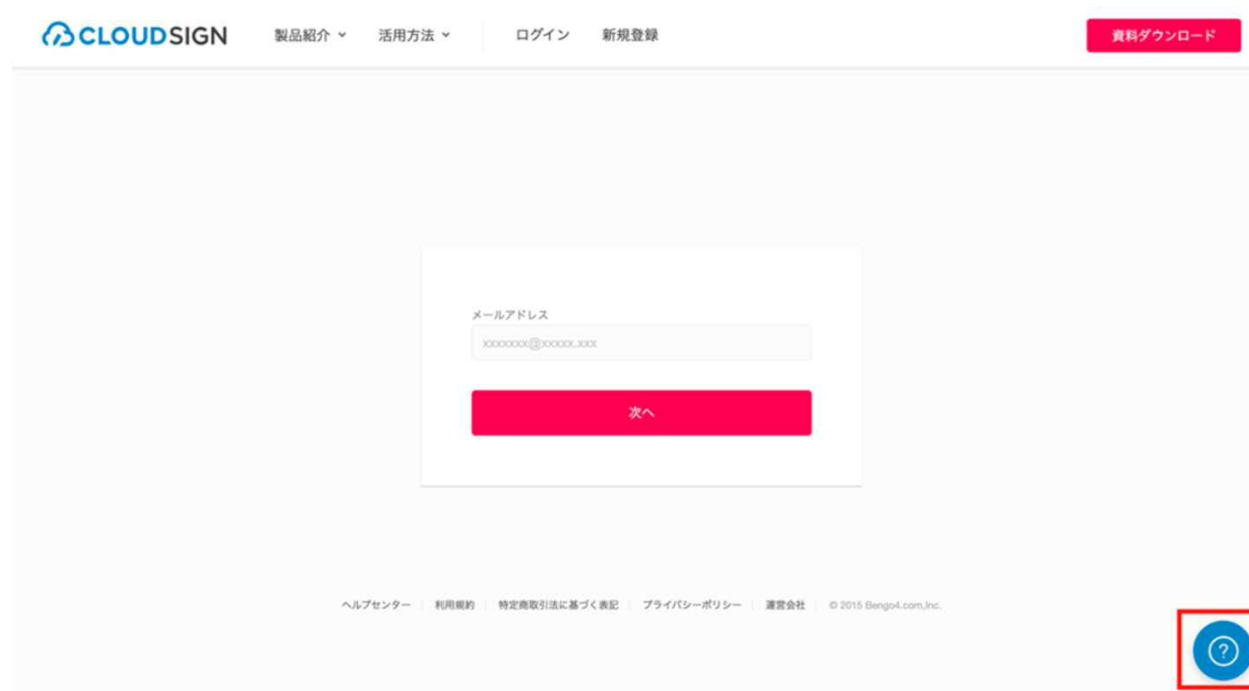 CLOUDSIGN 製品紹介 活用方法 ログイン 新規登録 資料ダウンロード
メールアドレス
xxxxxxx@xxxxx.xxx
次へ
ヘルプセンター 利用規約 特定商取引法に基づく表記 プライバシーポリシー 運営会社 © 2015 Bengo4.com,Inc.
?